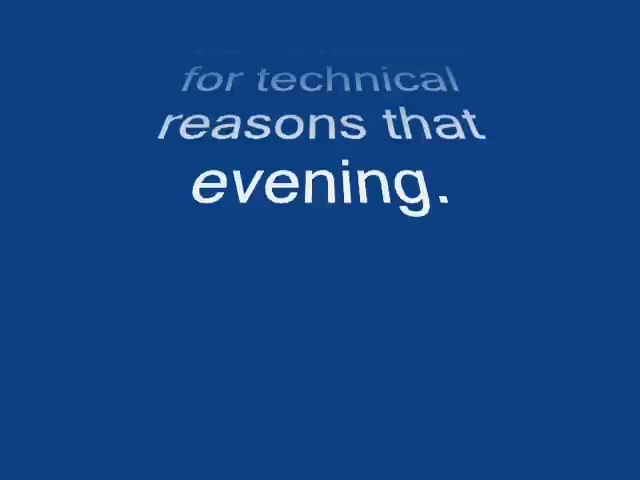 for technical
reasons that
evening.